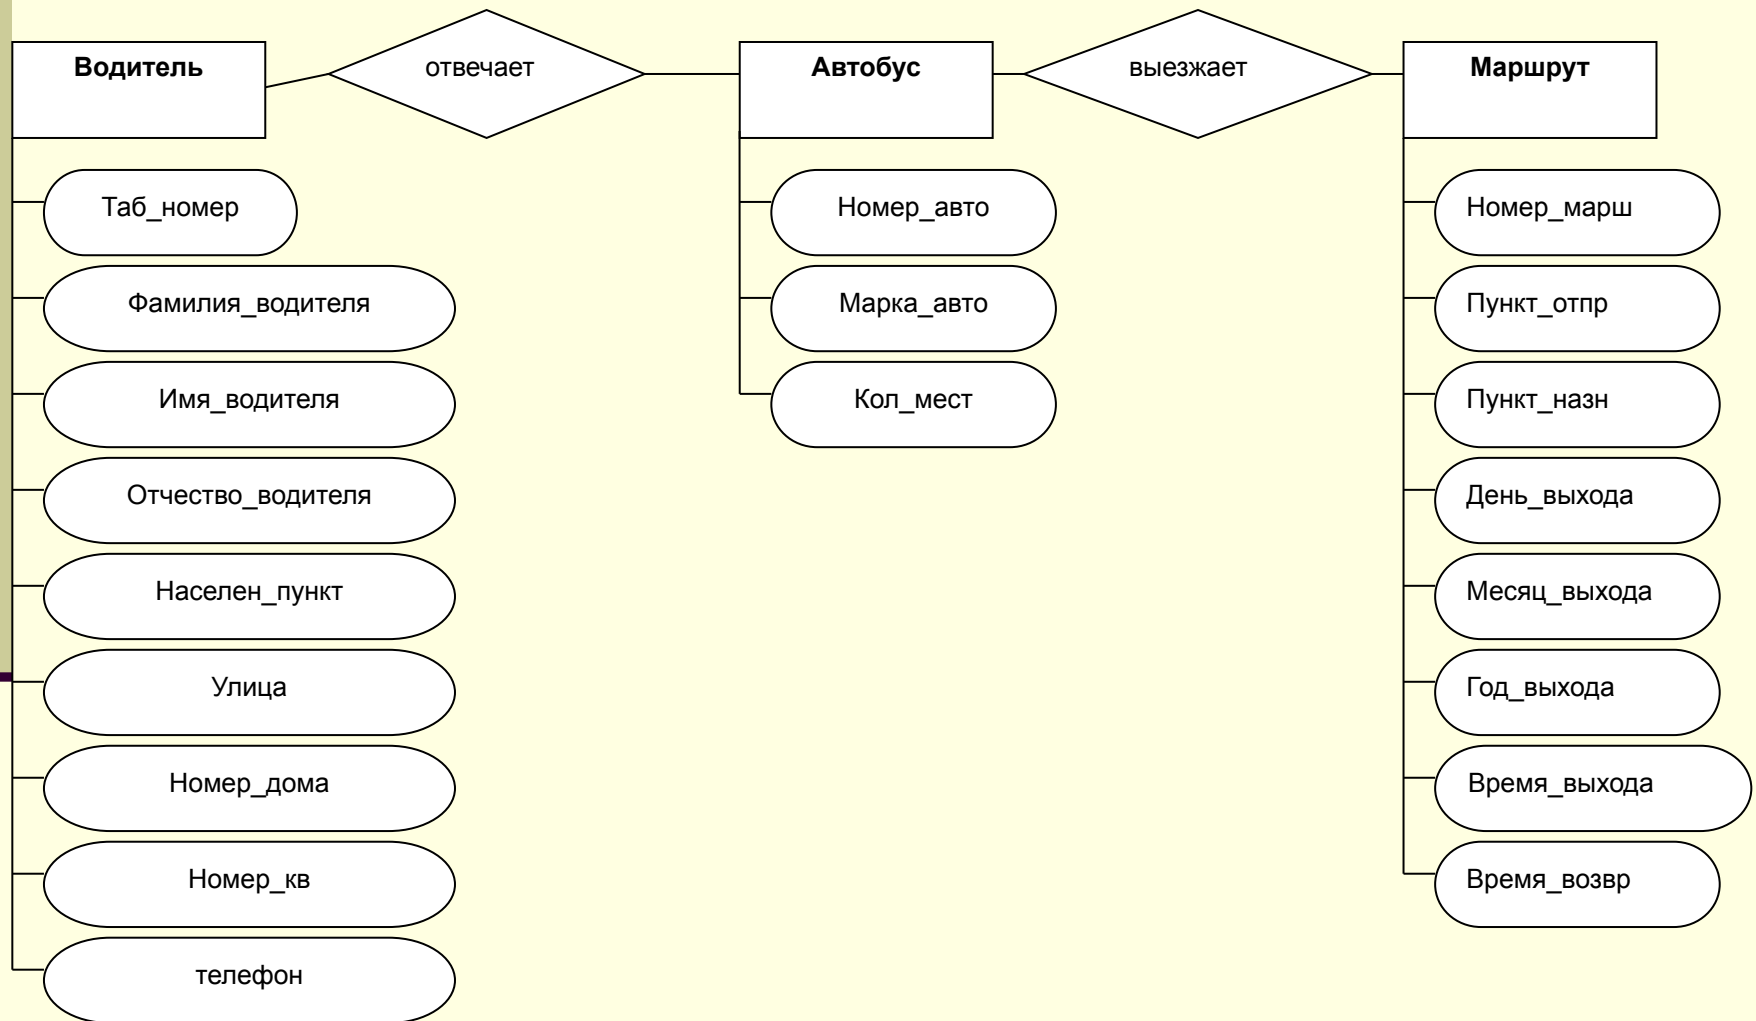 Водитель
отвечает
Автобус
выезжает
Маршрут
Таб_номер
Фамилия_водителя
Имя_водителя
Отчество_водителя
Населен_пункт
Улица
Номер_дома
Номер_кв
телефон
Номер_авто
Марка_авто
Кол_мест
Номер_марш
Пункт_отпр
Пункт_назн
День_выхода
Месяц_выхода
Год_выхода
Время_выхода
Время_возвр